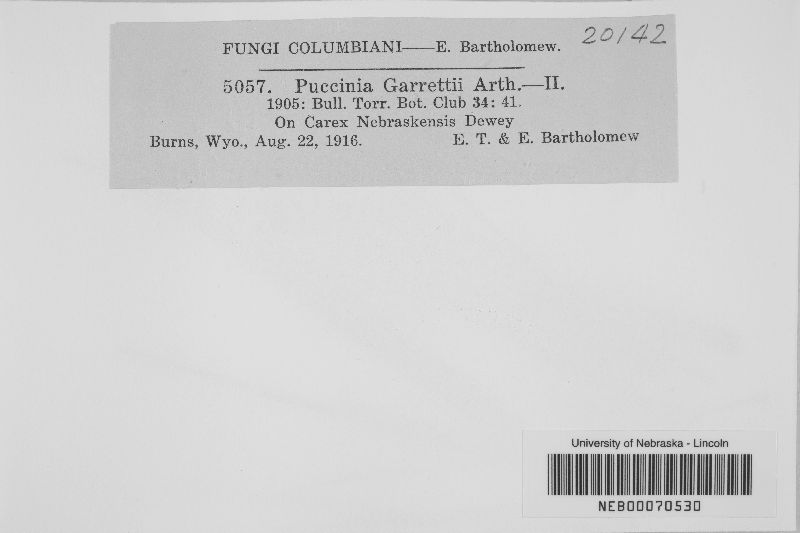 20142
FUNGI COLUMBIANI——E. Bartholomew.
5057. Puccinia Garrettii Arth.—II.
1905: Bull. Torr. Bot. Club 34: 41.
On Carex Nebraskensis Dewey
Burns, Wyo., Aug. 22, 1916. E. T. & E. Bartholomew
University of Nebraska - Lincoln
NEB00070530